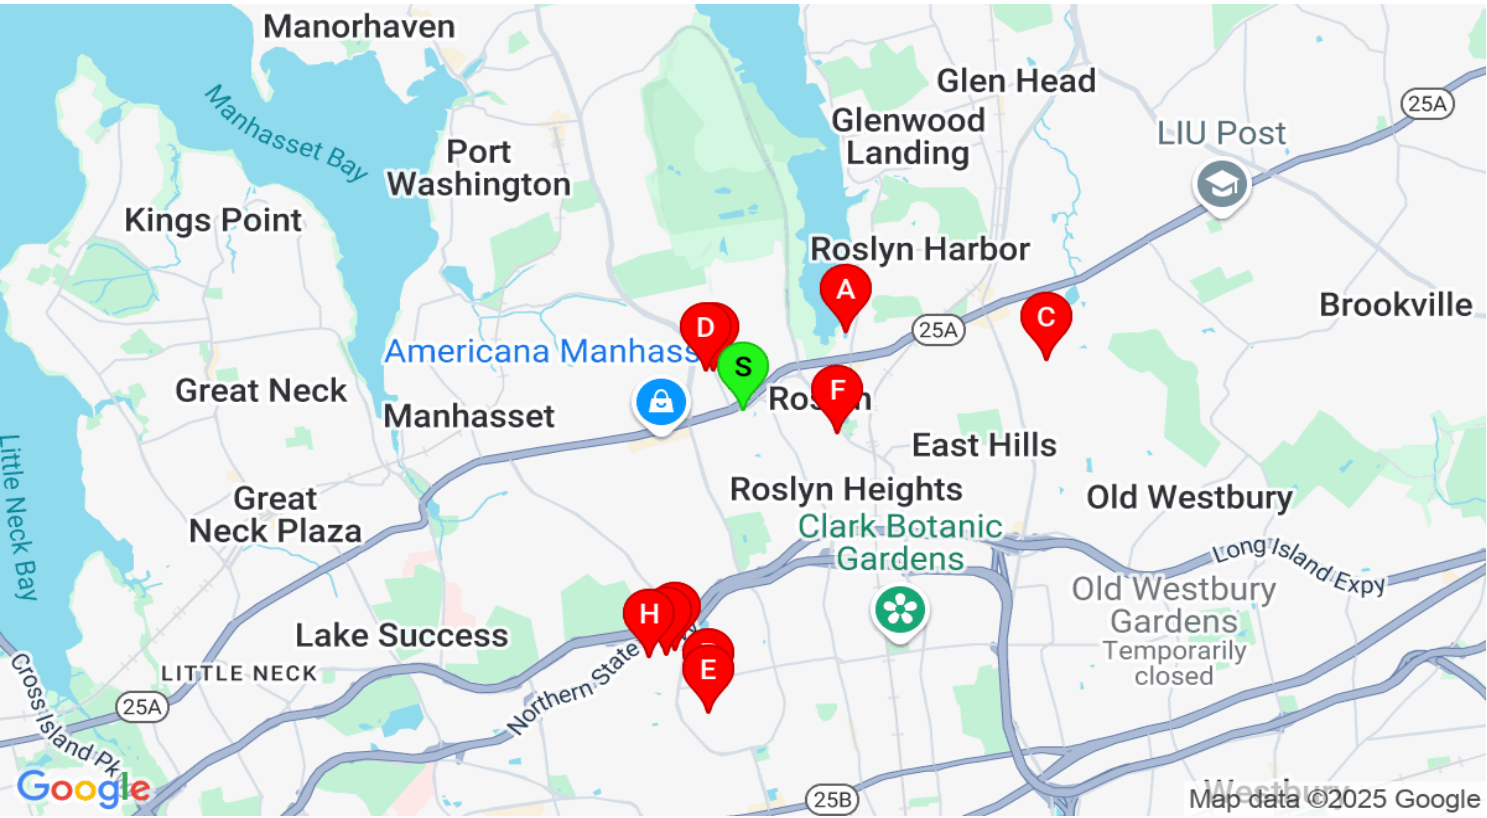 Manorhaven
Glen Head
25A
Manhasset Bay
Glenwood
Landing
LIU Post
Port
Washington
Kings Point
Roslyn Harbor
A
Brookville
C
D
25A
Americana Manhass
S
Great Neck
F
Manhasset
East Hills
Little Neck Bay
Roslyn Heights
Old Westbury
Great
Neck Plaza
Clark Botanic
Gardens
Long Island Expy
Old Westbury
Gardens
Temporarily
closed
H
Lake Success
E
LITTLE NECK
Northern State
Cross Island Pk
25A
Google
25B
Map data ©2025 Google